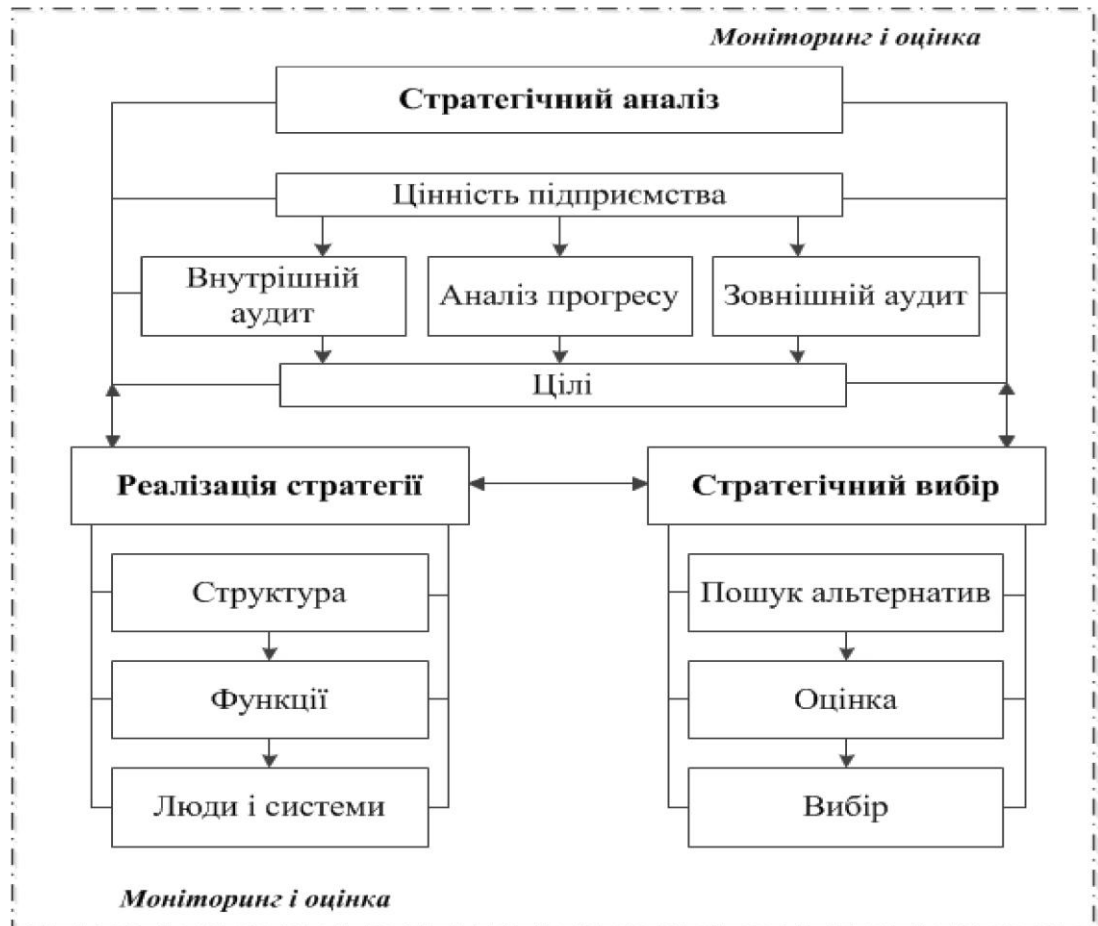 Моніторинг і оцінка
Стратегічний аналіз
Цінність підприємства
Внутрішній
аудит
Аналіз прогресу
Зовнішній аудит
Цілі
Реалізація стратегії
Стратегічний вибір
Структура
Функції
Люди і системи
Пошук альтернатив
Оцінка
Вибір
Моніторинг і оцінка